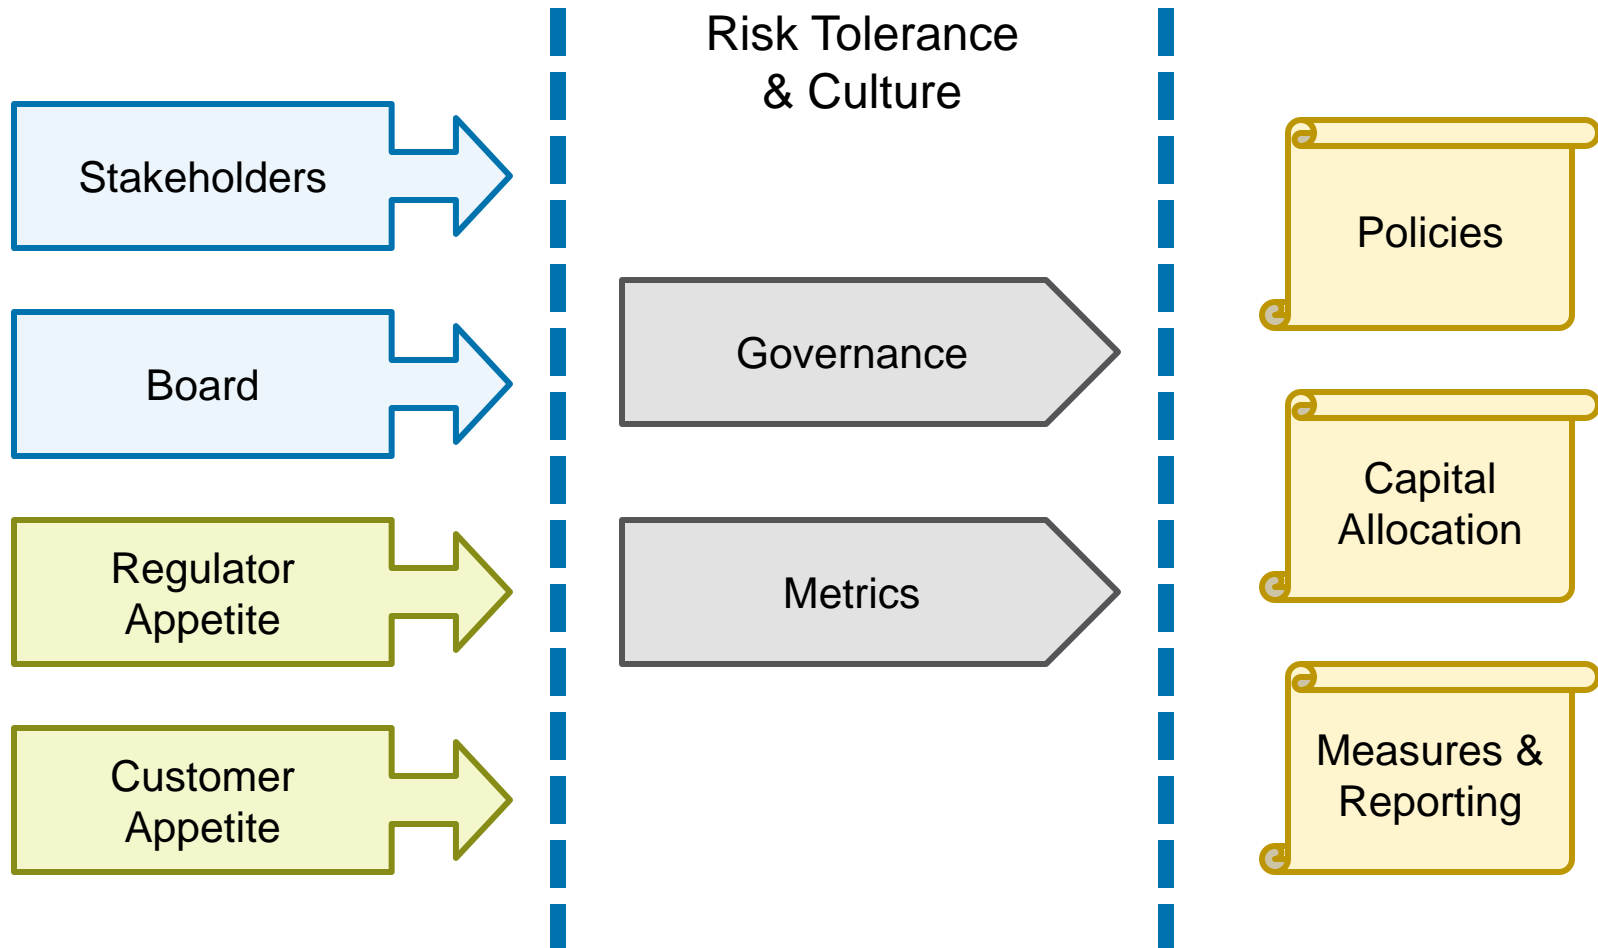 Risk Tolerance
& Culture
Stakeholders
Board
Regulator
Appetite
Customer
Appetite
Governance
Metrics
Policies
Capital
Allocation
Measures &
Reporting